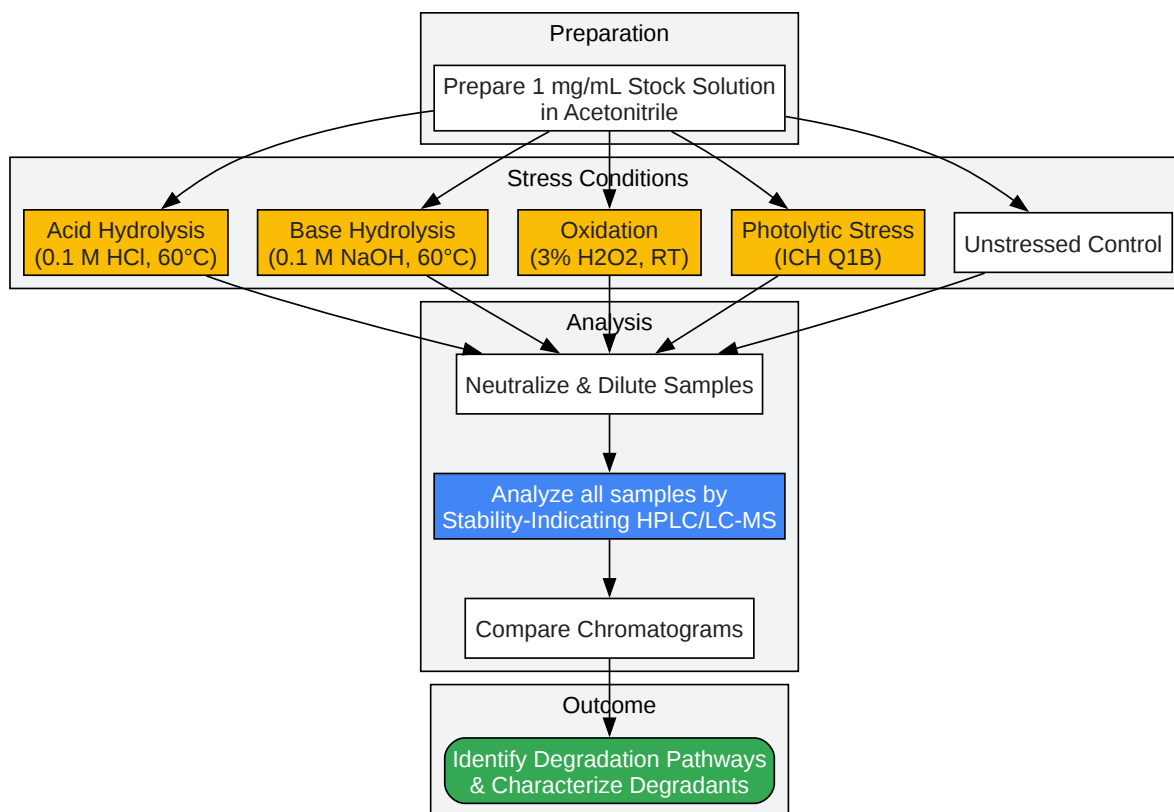 Preparation
Prepare 1 mg/mL Stock Solution
in Acetonitrile
Stress Conditions
Acid Hydrolysis
(0.1 M HCl, 60°C)
Base Hydrolysis
(0.1 M NaOH, 60°C)
Oxidation
(3% H2O2, RT)
Photolytic Stress
(ICH Q1B)
Unstressed Control
Analysis
Neutralize & Dilute Samples
Analyze all samples by
Stability-Indicating HPLC/LC-MS
Compare Chromatograms
Outcome
Identify Degradation Pathways
& Characterize Degradants